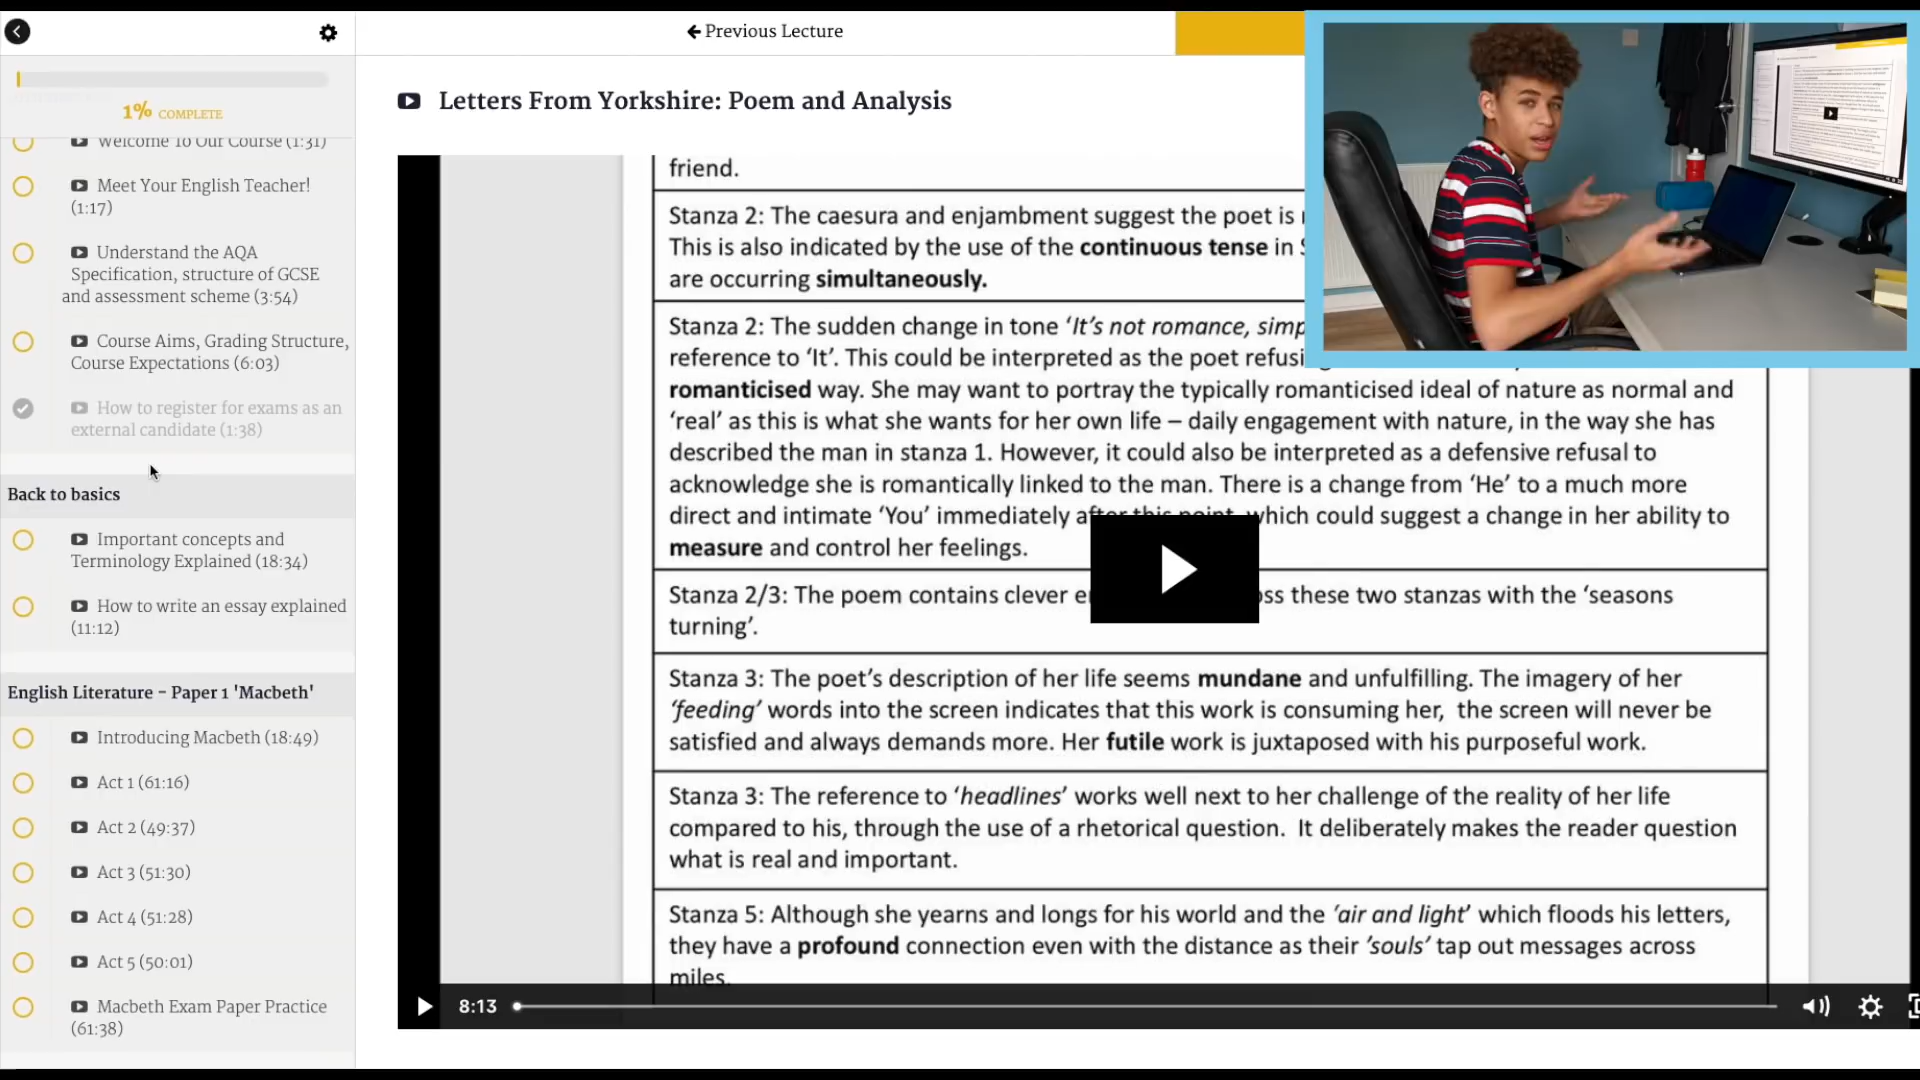 Previous Lecture
1% COMPLETE
Welcome To Our Course (1:31)
Meet Your English Teacher!
(1:17)
Understand the AQA
Specification, structure of GCSE
and assessment scheme (3:54)
Course Aims, Grading Structure,
Course Expectations (6:03)
How to register for exams as an
external candidate (1:38)
Back to basics
Important concepts and
Terminology Explained (18:34)
How to write an essay explained
(11:12)
English Literature - Paper 1 'Macbeth'
Introducing Macbeth (18:49)
Act 1 (61:16)
Act 2 (49:37)
Act 3 (51:30)
Act 4 (51:28)
Act 5 (50:01)
Macbeth Exam Paper Practice
(61:38)
Letters From Yorkshire: Poem and Analysis
friend.
Stanza 2: The caesura and enjambment suggest the poet is
This is also indicated by the use of the continuous tense in
are occurring simultaneously.
Stanza 2: The sudden change in tone ‘It’s not romance,
reference to ‘It’. This could be interpreted as the poet
romanticised way. She may want to portray the typically romanticised ideal of nature as normal and
‘real’ as this is what she wants for her own life – daily engagement with nature, in the way she has
described the man in stanza 1. However, it could also be interpreted as a defensive refusal to
acknowledge she is romantically linked to the man. There is a change from ‘He’ to a much more
direct and intimate ‘You’ immediately after this point, which could suggest a change in her ability to
measure and control her feelings.
Stanza 2/3: The poem contains clever these two stanzas with the ‘seasons
turning’.
Stanza 3: The poet’s description of her life seems mundane and unfulfilling. The imagery of her
‘feeding’ words into the screen indicates that this work is consuming her, the screen will never be
satisfied and always demands more. Her futile work is juxtaposed with his purposeful work.
Stanza 3: The reference to ‘headlines’ works well next to her challenge of the reality of her life
compared to his, through the use of a rhetorical question. It deliberately makes the reader question
what is real and important.
Stanza 5: Although she yearns and longs for his world and the ‘air and light’ which floods his letters,
they have a profound connection even with the distance as their ‘souls’ tap out messages across
miles.
8:13